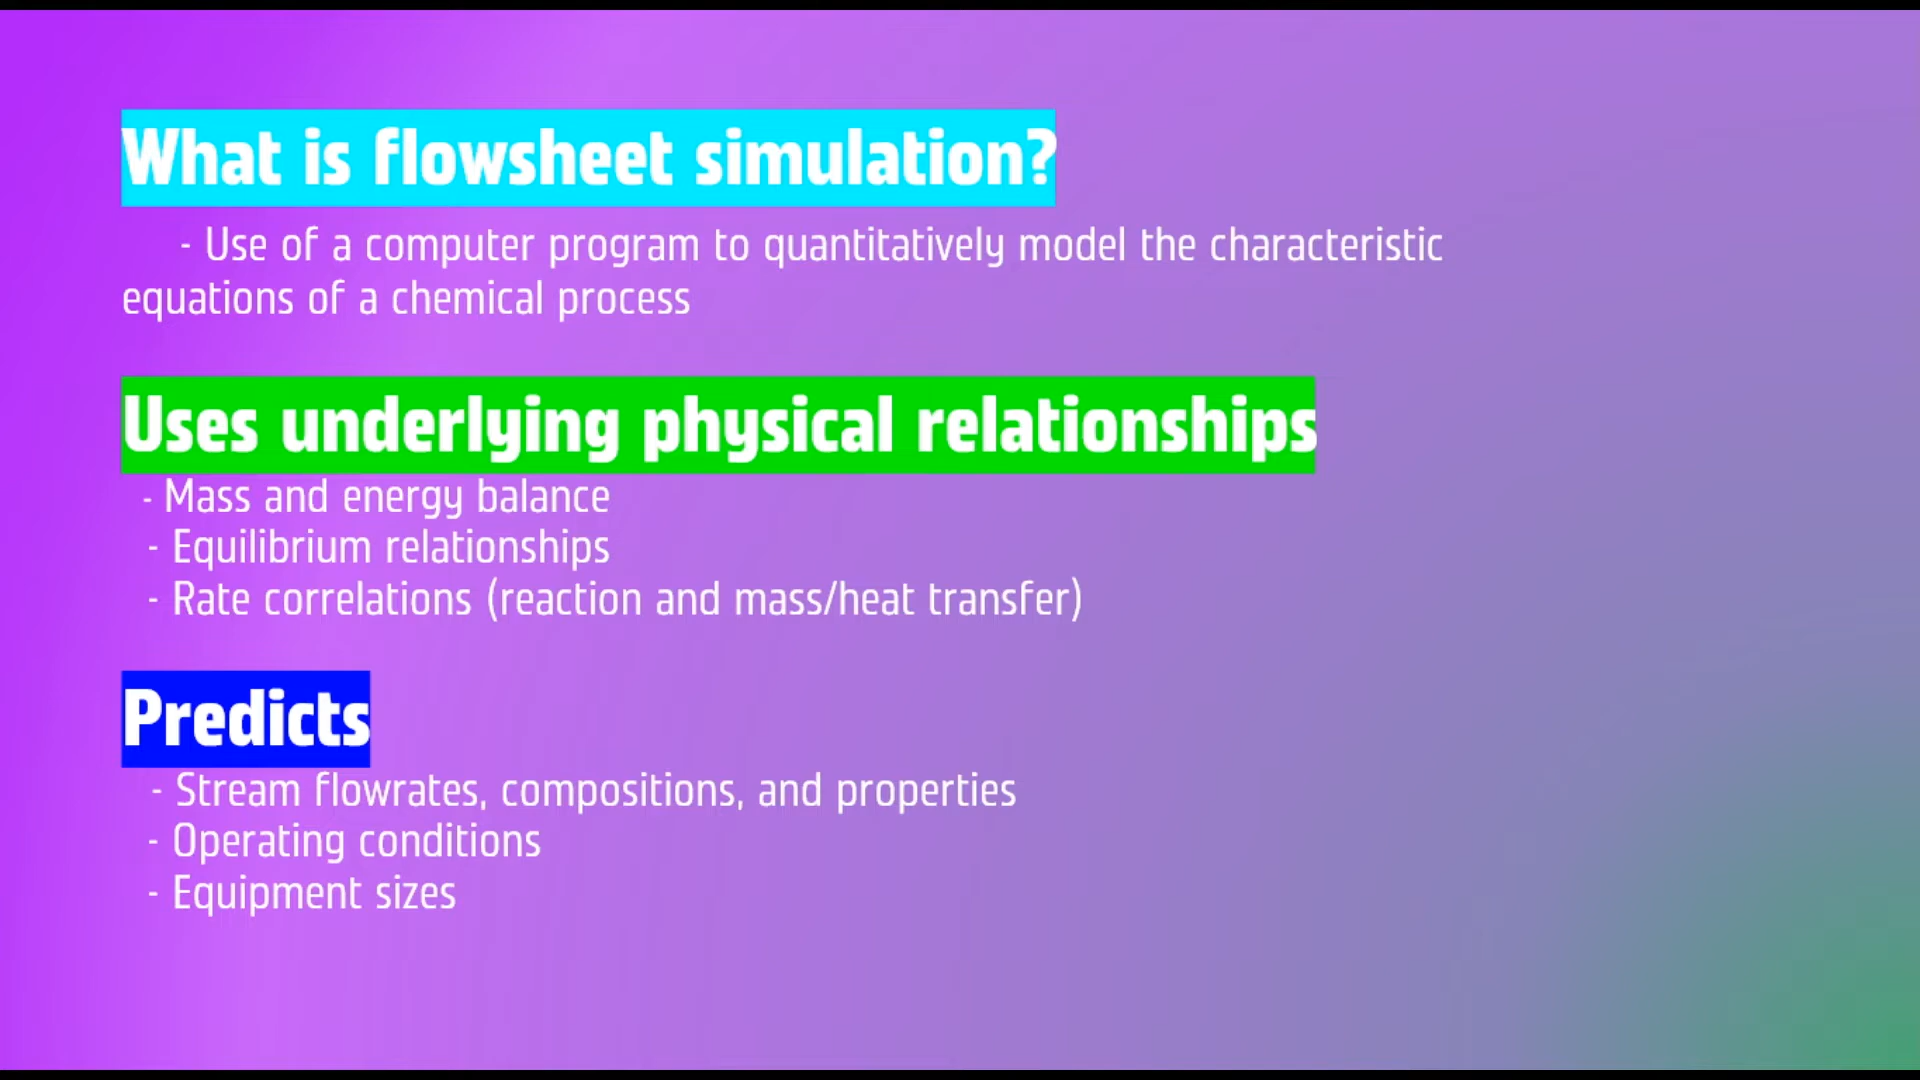 What is flowsheet simulation?
- Use of a computer program to quantitatively model the characteristic
equations of a chemical process
Uses underlying physical relationships
- Mass and energy balance
- Equilibrium relationships
- Rate correlations (reaction and mass/heat transfer)
Predicts
- Stream flowrates, compositions, and properties
- Operating conditions
- Equipment sizes